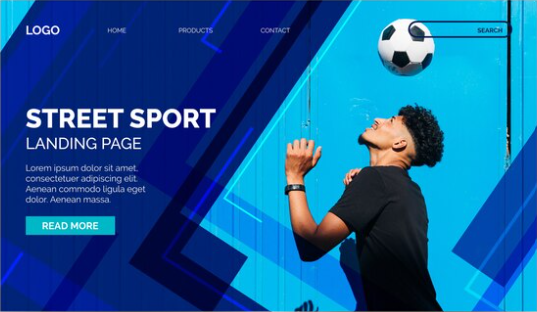 LOGO
HOME
PRODUCTS
CONTACT
SEARCH
STREET SPORT
LANDING PAGE
Lorem ipsum dolor sit amet,
consectetuer adipiscing elit.
Aenean commodo ligula eget
dolor. Aenean massa.
READ MORE